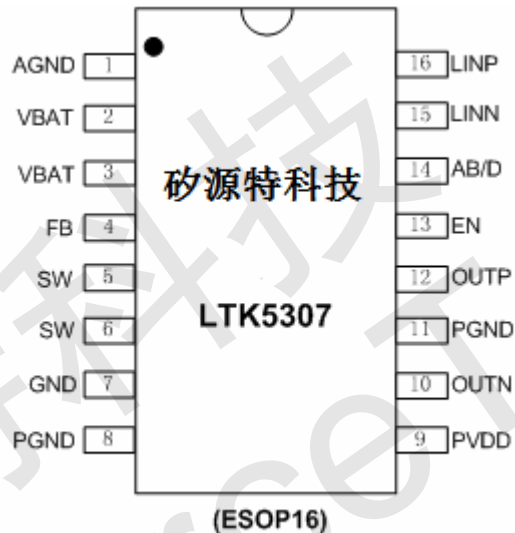 AGND 1 16 LINP
VBAT 2 15 LINN
VBAT 3 14 AB/D
矽源特科技
FB 4 13 EN
SW 5 12 OUTP
LTK5307
SW 6 11 PGND
GND 7 10 OUTN
PGND 8 9 PVDD
(ESOP16)